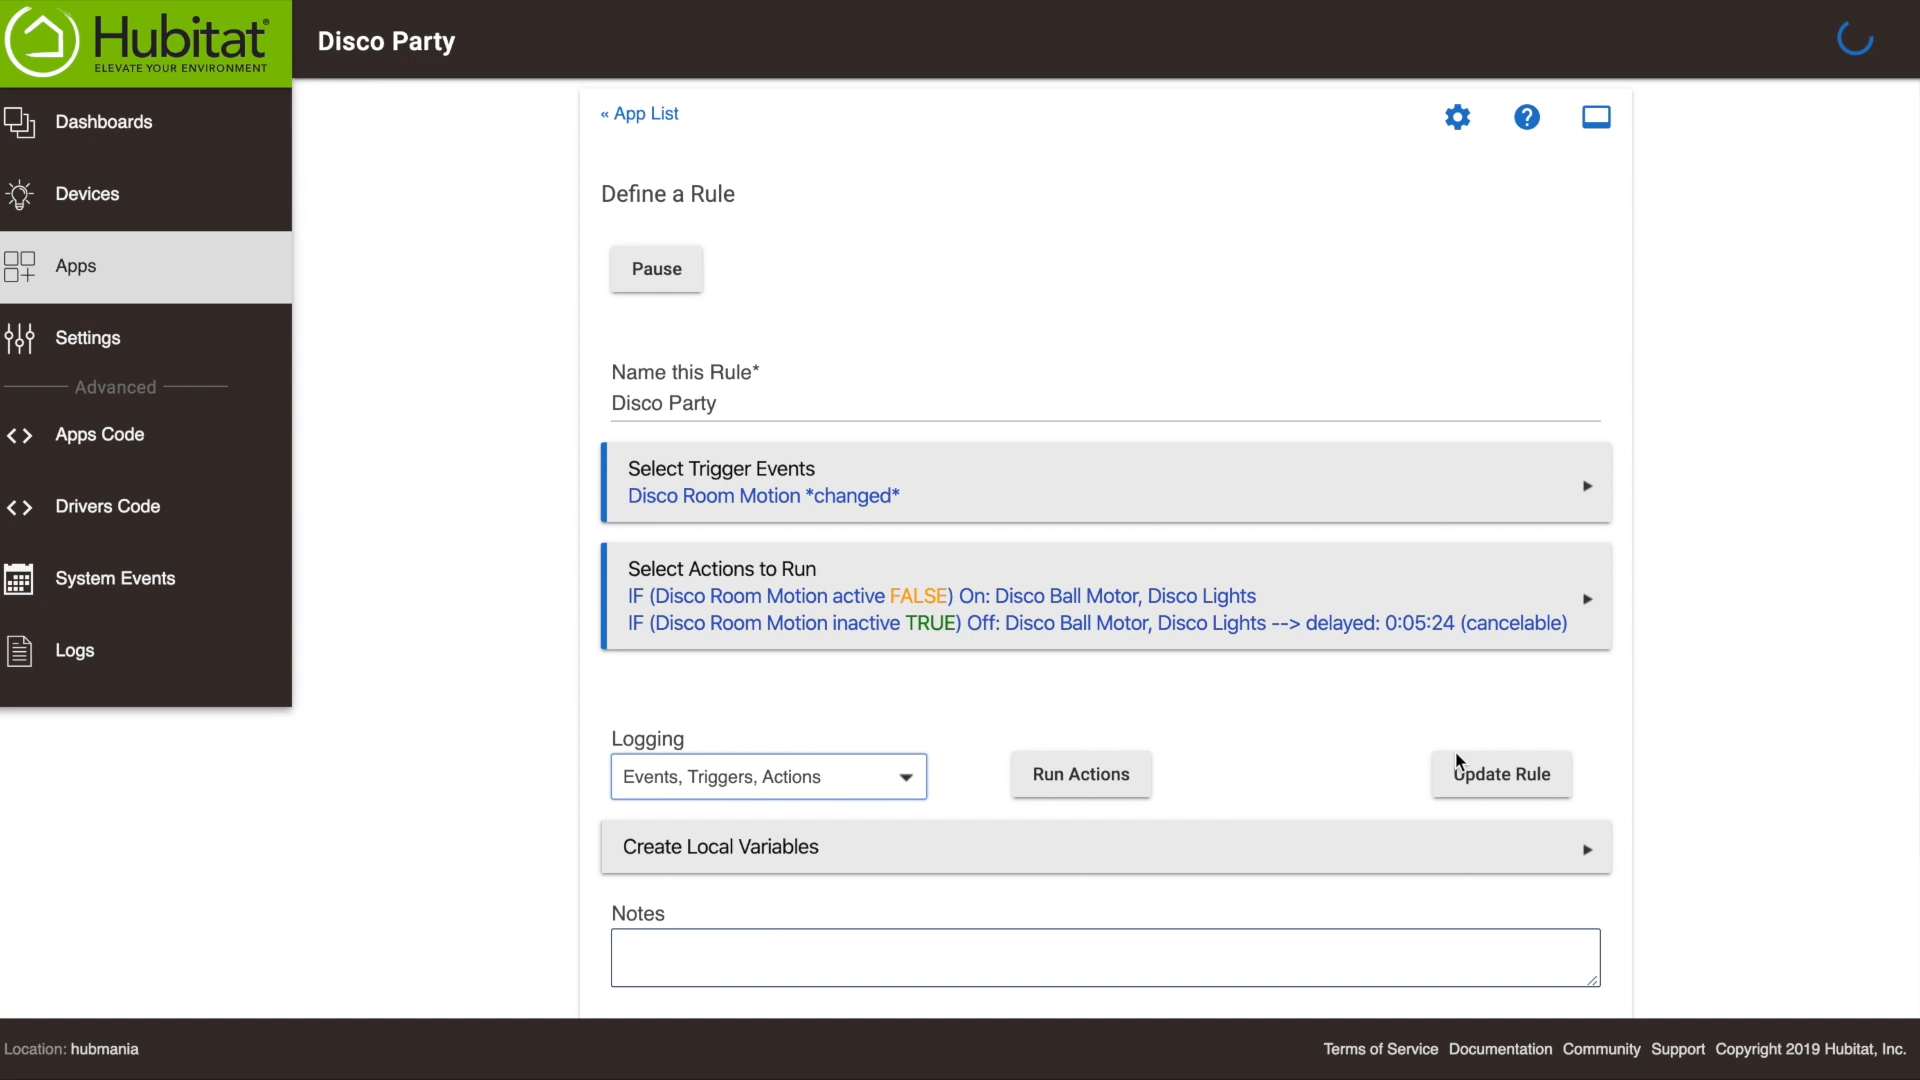 Hubitat®
ELEVATE YOUR ENVIRONMENT
Disco Party
Dashboards
Devices
Apps
Settings
Advanced
Apps Code
Drivers Code
System Events
Logs
« App List
Define a Rule
Pause
Name this Rule*
Disco Party
Select Trigger Events
Disco Room Motion *changed*
Select Actions to Run
IF (Disco Room Motion active FALSE) On: Disco Ball Motor, Disco Lights
IF (Disco Room Motion inactive TRUE) Off: Disco Ball Motor, Disco Lights --> delayed: 0:05:24 (cancelable)
Logging
Events, Triggers, Actions
Run Actions
Update Rule
Create Local Variables
Notes
Location: hubmania
Terms of Service Documentation Community Support Copyright 2019 Hubitat, Inc.